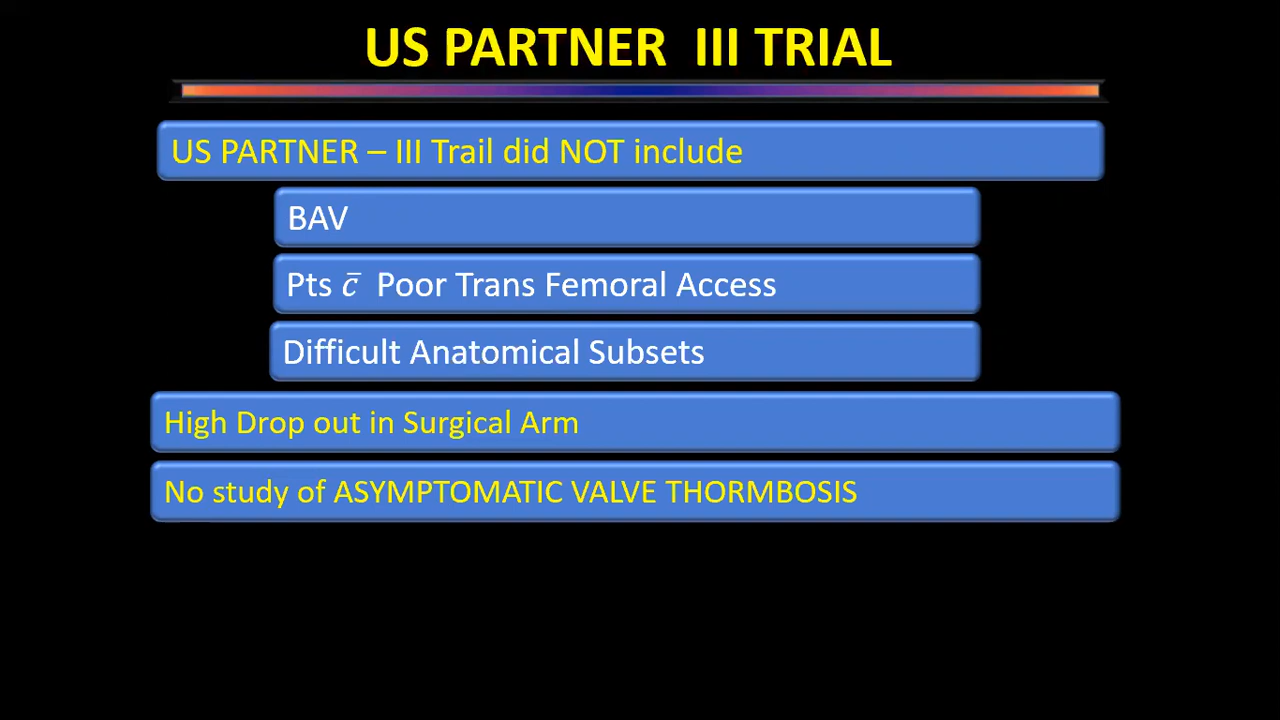 US PARTNER III TRIAL
US PARTNER – III Trail did NOT include
BAV
Pts c̅ Poor Trans Femoral Access
Difficult Anatomical Subsets
High Drop out in Surgical Arm
No study of ASYMPTOMATIC VALVE THORMBOSIS